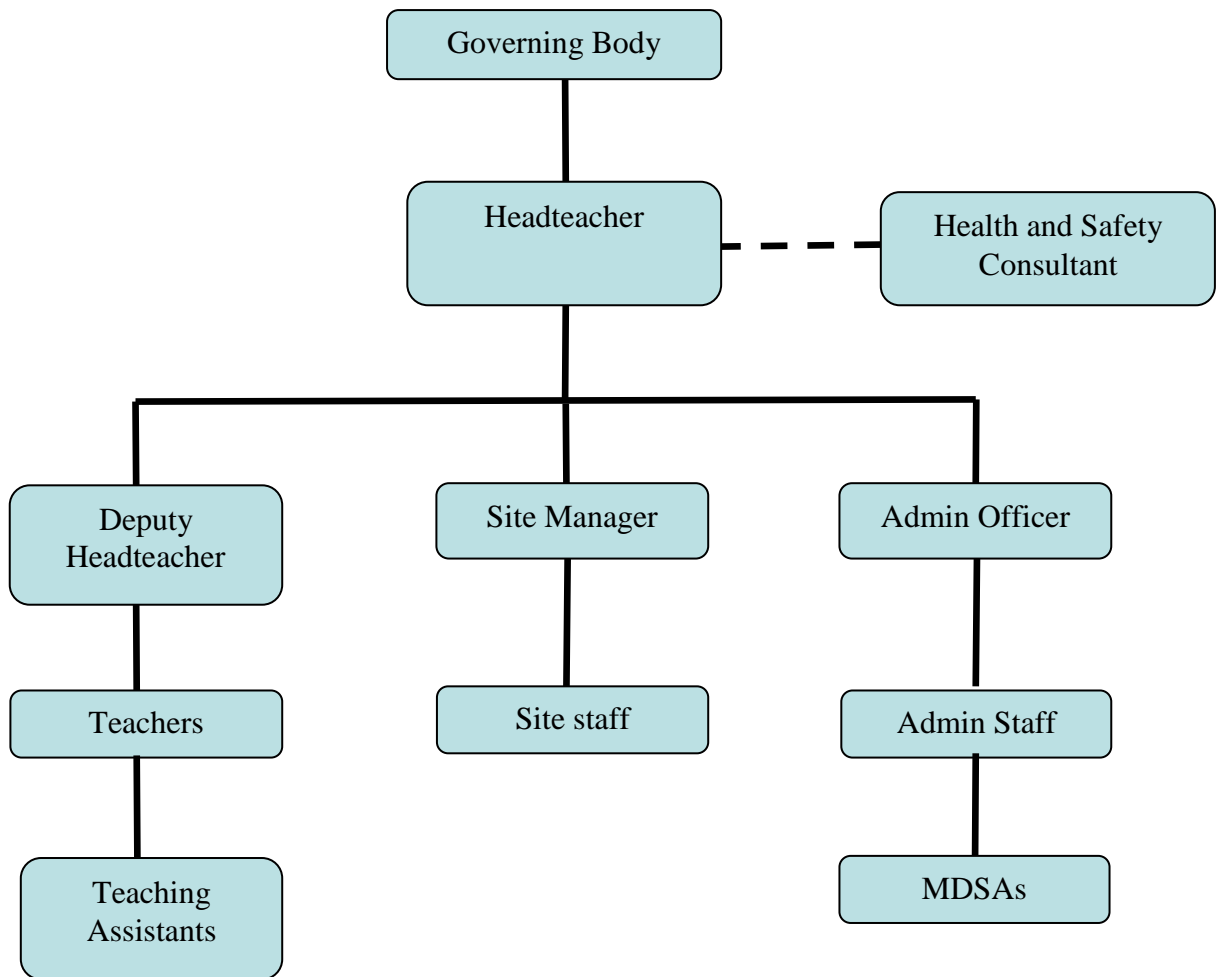 Governing Body
Headteacher
Health and Safety
Consultant
Deputy
Headteacher
Site Manager
Admin Officer
Teachers
Site staff
Admin Staff
Teaching
Assistants
MDSAs